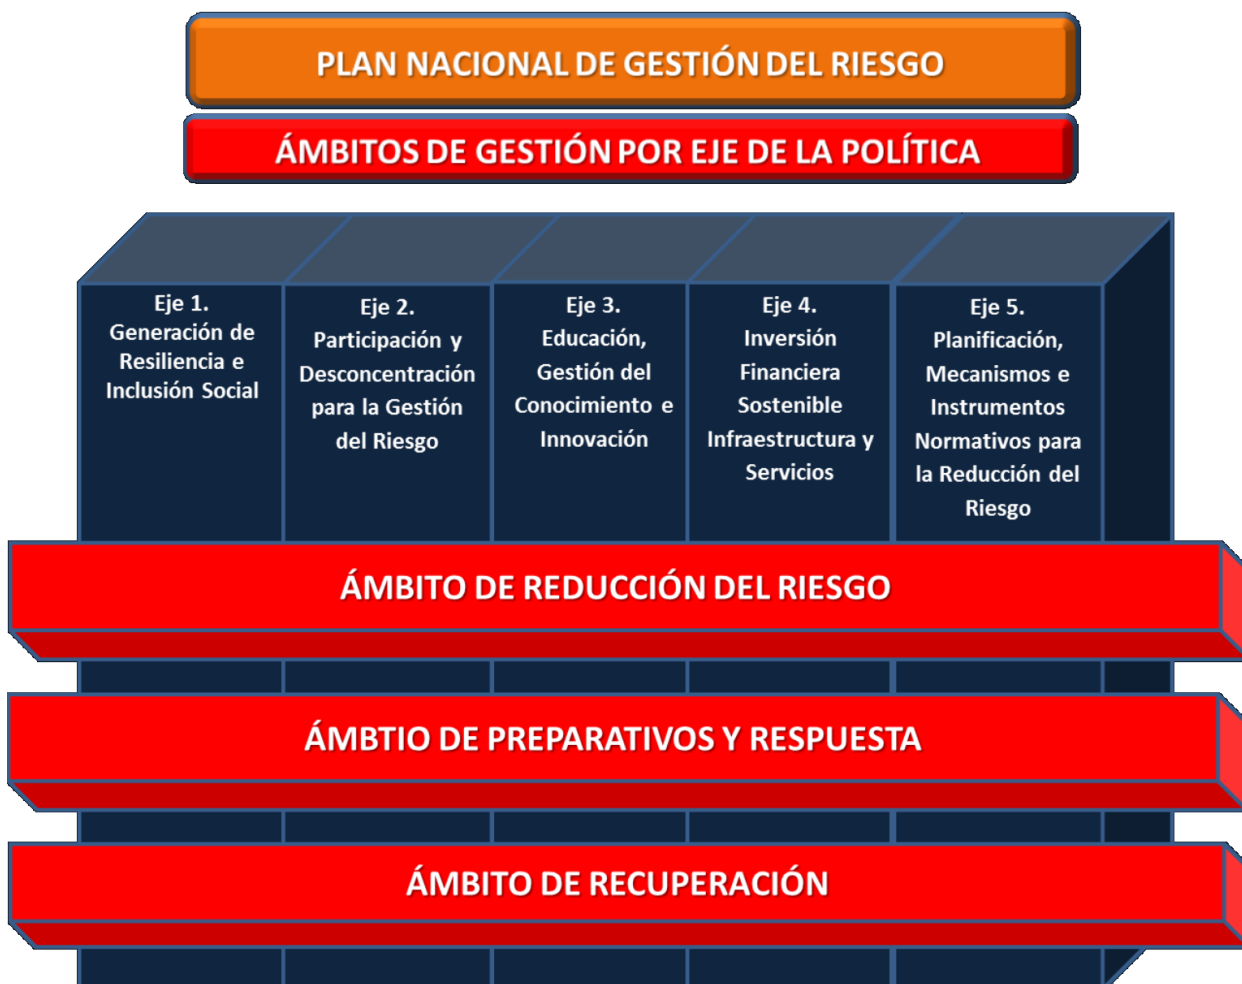 PLAN NACIONAL DE GESTIÓN DEL RIESGO
ÁMBITOS DE GESTIÓN POR EJE DE LA POLÍTICA
Eje 1.
Generación de
Resiliencia e
Inclusión Social
Eje 2.
Participación y
Desconcentración
para la Gestión
del Riesgo
Eje 3.
Educación,
Gestión del
Conocimiento e
Innovación
Eje 4.
Inversión
Financiera
Sostenible
Infraestructura y
Servicios
Eje 5.
Planificación,
Mecanismos e
Instrumentos
Normativos para
la Reducción del
Riesgo
ÁMBITO DE REDUCCIÓN DEL RIESGO
ÁMBTIO DE PREPARATIVOS Y RESPUESTA
ÁMBITO DE RECUPERACIÓN